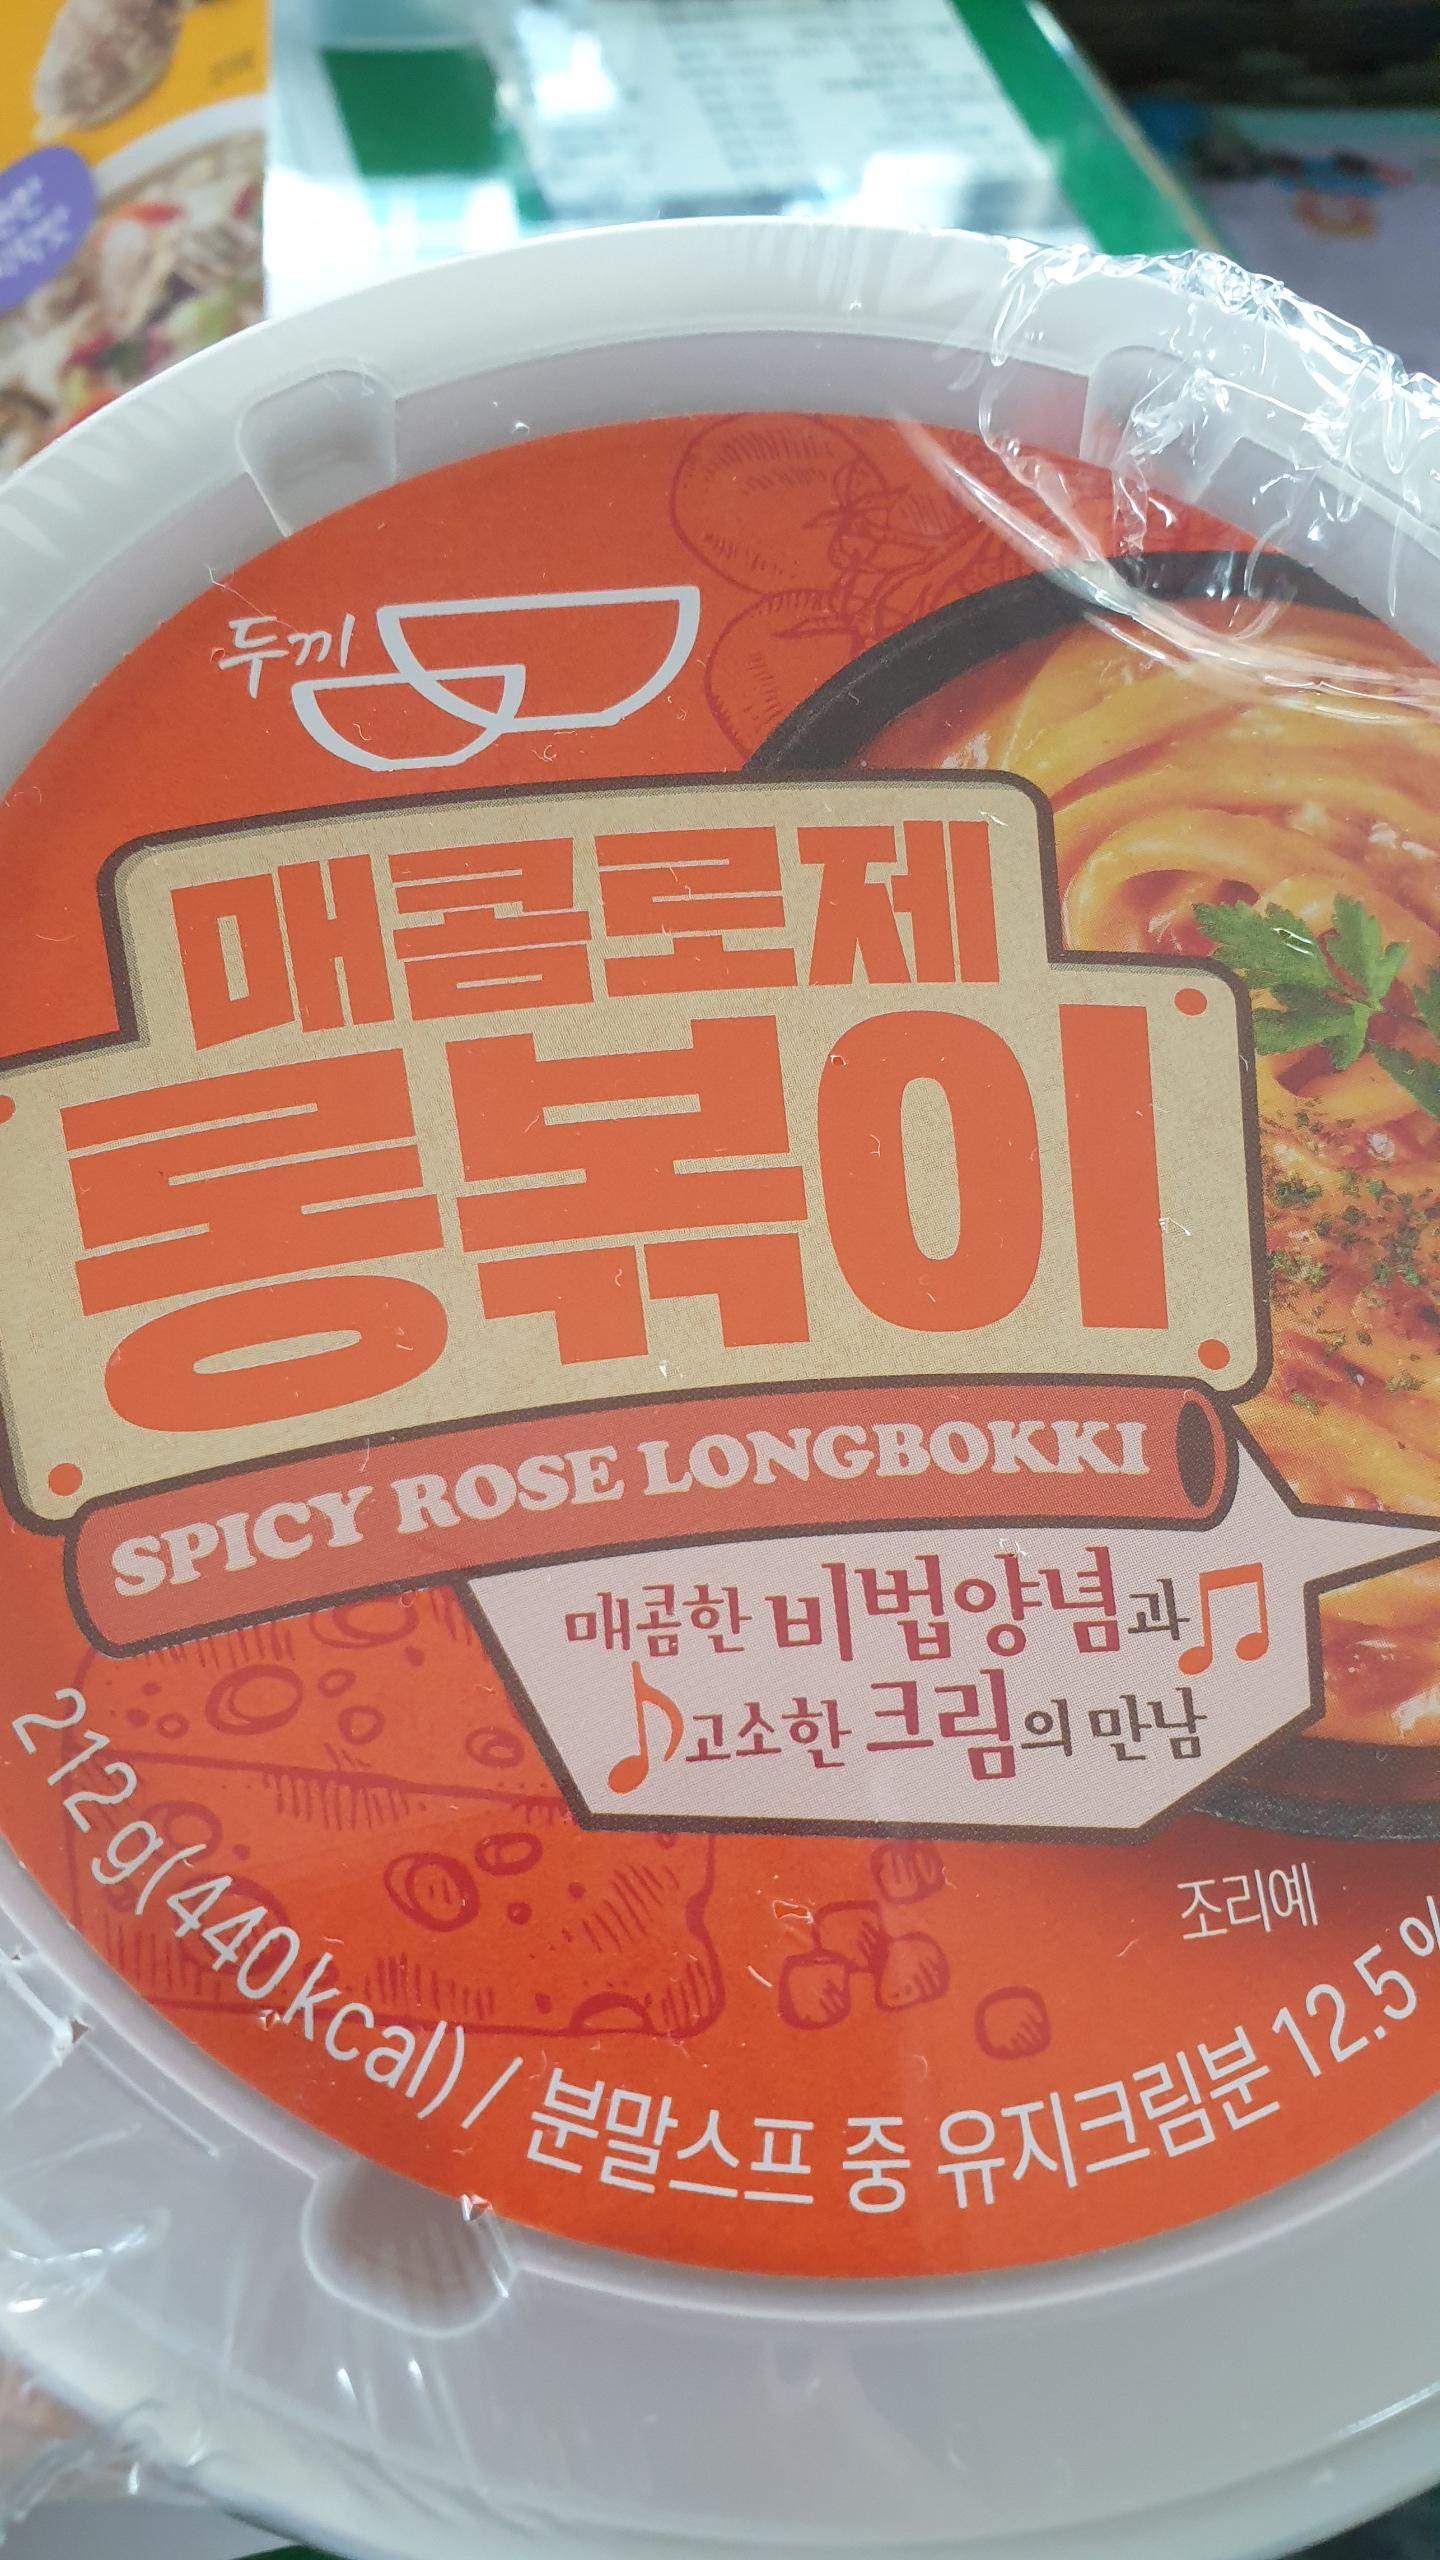 두끼
매콤로제
롱볶이
SPICY ROSE LONGBOKKI
매콤한 비법양념과
고소한 크림의 만남
조리예
212g(440kcal) / 분말스프 중 유지크림분 12.5%